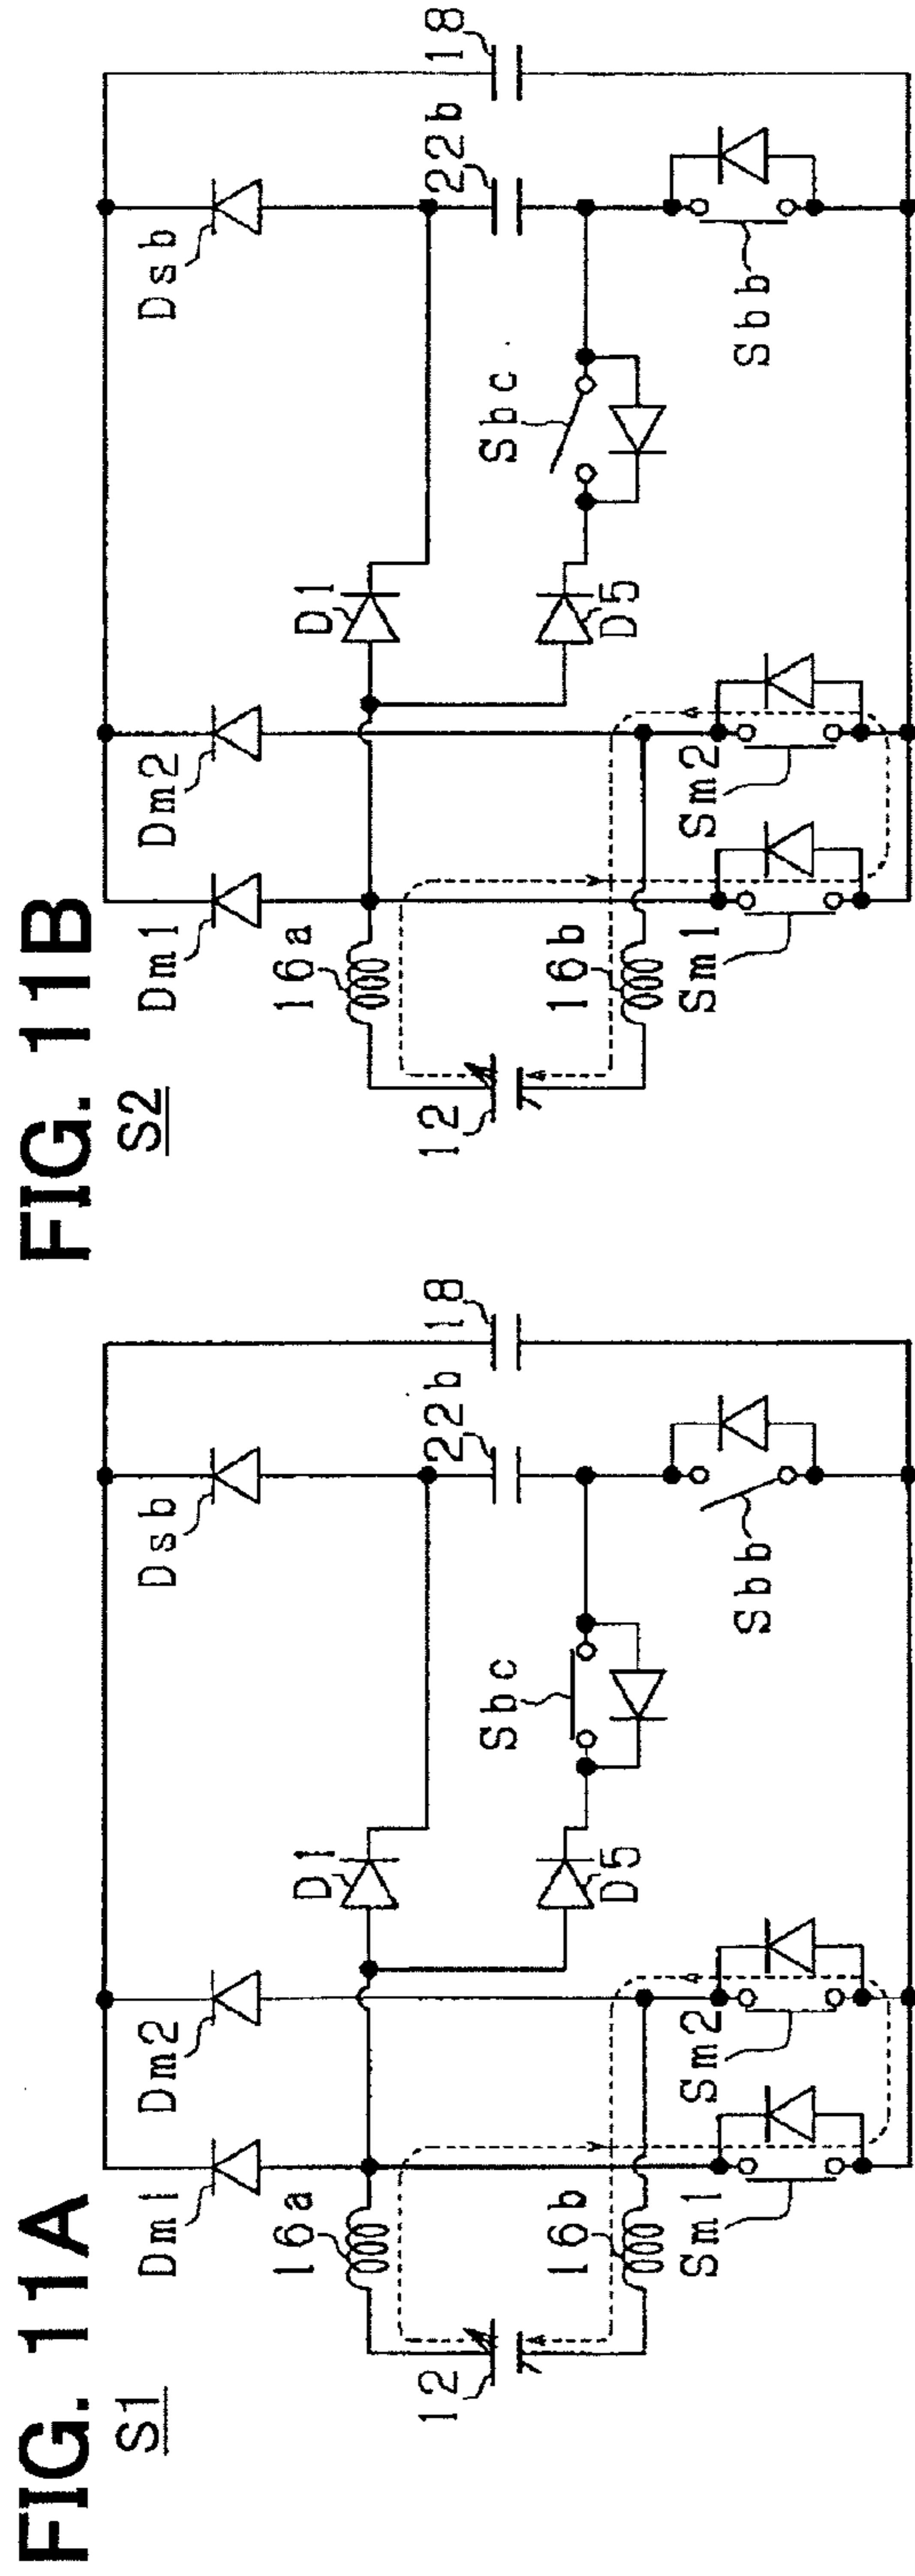 FIG. 11A
S1
Dm1
Dm2
Dsb
16a
D1
22b
18
12
Sbc
16b
D5
Sm1
Sm2
Sbb
FIG. 11B
S2
Dm1
Dm2
Dsb
16a
D1
22b
18
12
Sbc
16b
D5
Sm1
Sm2
Sbb